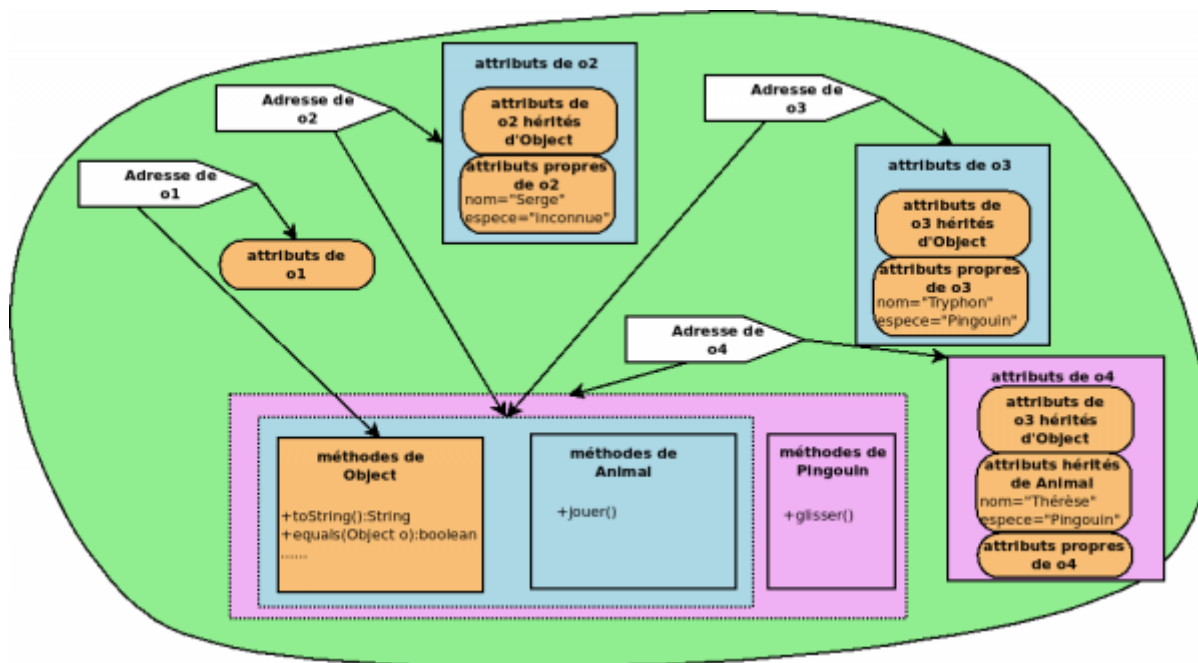 attributs de o2
Adresse de
o2
attributs de
o2 hérités
d'Object
attributs propres
de o2
nom="Serge"
espece="inconnue"
Adresse de
o3
attributs de o3
attributs de
o3 hérités
d'Object
attributs propres
de o3
nom="Tryphon"
espece="Pingouin"
Adresse de
o1
attributs de
o1
Adresse de
o4
attributs de o4
attributs de
o3 hérités
d'Object
attributs hérités
de Animal
nom="Thérèse"
espece="Pingouin"
attributs propres
de o4
méthodes de
Object
+toString():String
+equals(Object o):boolean
......
méthodes de
Animal
+jouer()
méthodes de
Pingouin
+glisser()